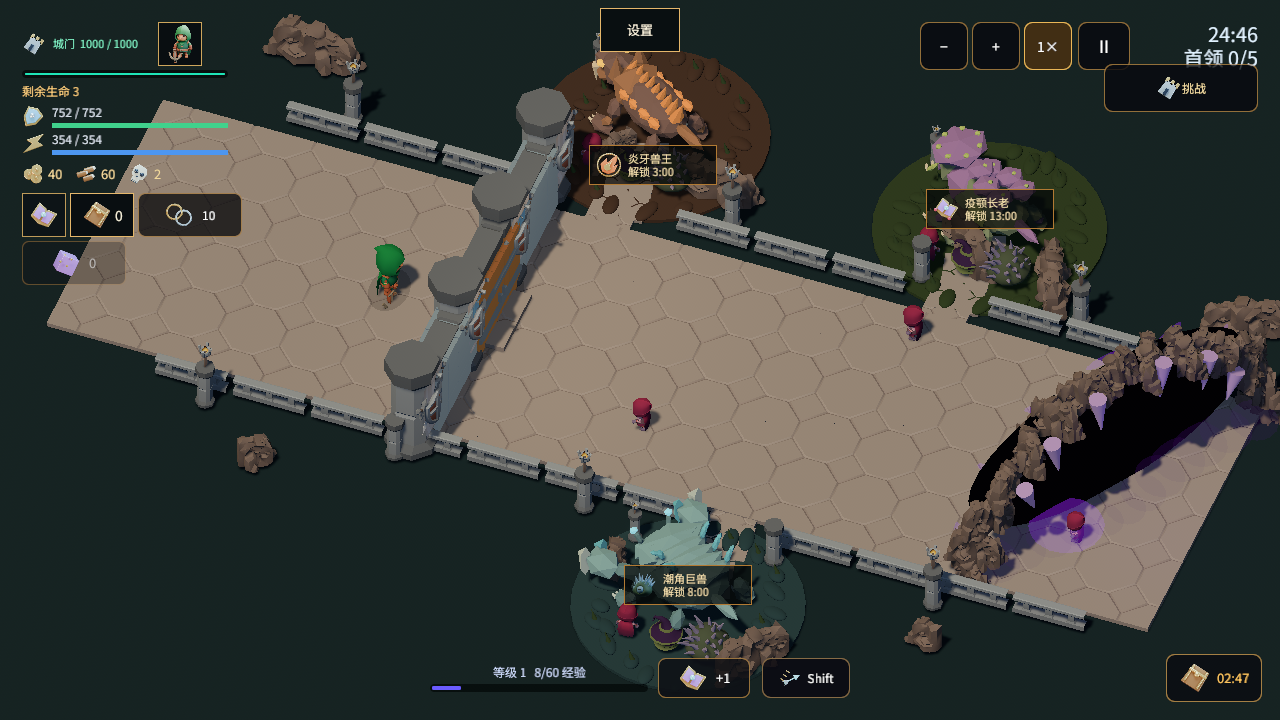 城门 1000 / 1000
设置
−
+
1×
24:46
首领 0/5
挑战
剩余生命 3
752 / 752
354 / 354
40
60
2
0
10
0
炎牙兽王
解锁 3:00
疫颚长老
解锁 13:00
潮角巨兽
解锁 8:00
等级 1 8/60 经验
+1
Shift
02:47